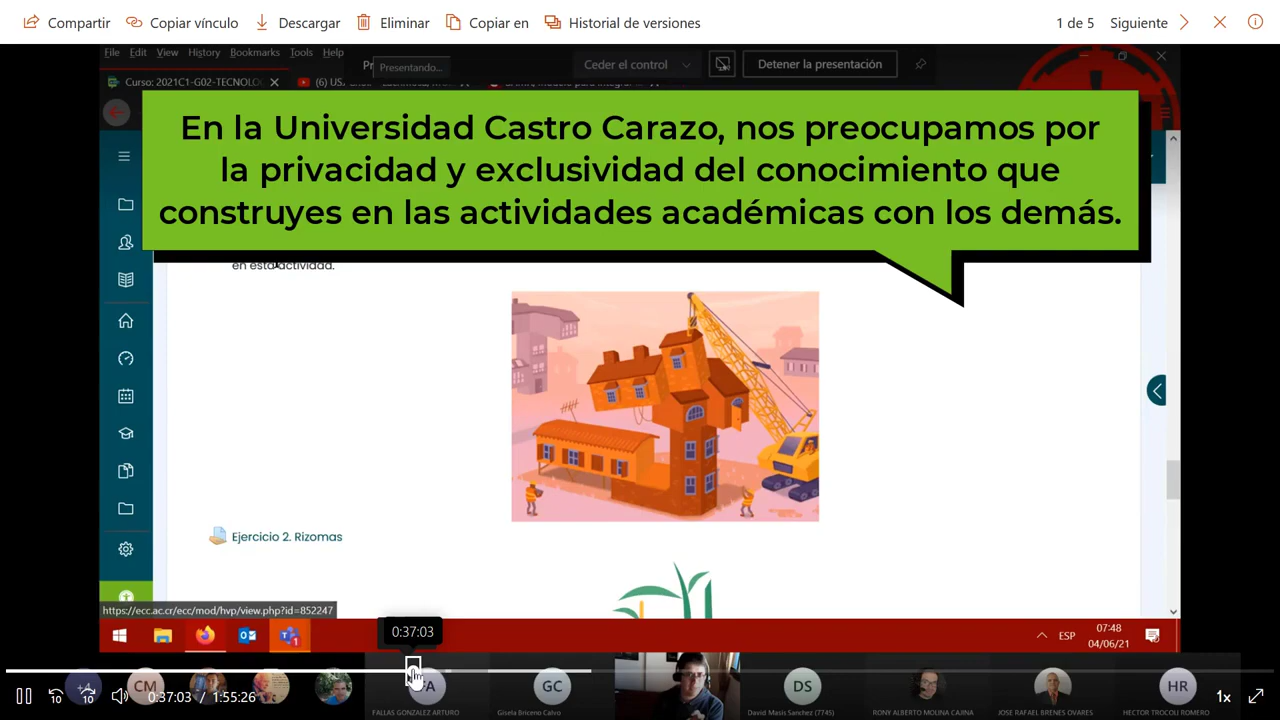 Compartir Copiar vínculo Descargar Eliminar Copiar en Historial de versiones 1 de 5 Siguiente
File Edit View History Bookmarks Tools Help
Presentando... Ceder el control Detener la presentación
Curso: 2021C1-G02-TECNOLO
En la Universidad Castro Carazo, nos preocupamos por
la privacidad y exclusividad del conocimiento que
construyes en las actividades académicas con los demás.
en esta actividad.
Ejercicio 2. Rizomas
https://ecc.ac.cr/ecc/mod/hvp/view.php?id=852247
0:37:03
ESP
07:48
04/06/21
+4 CM FA GC DS HR
0:37:03 / 1:55:26
1x
FALLAS GONZALEZ ARTURO Gisela Briceno Calvo David Masis Sanchez (7745) RONY ALBERTO MOLINA CAJINA JOSE RAFAEL BRENES OVARES HECTOR TROCOLI ROMERO